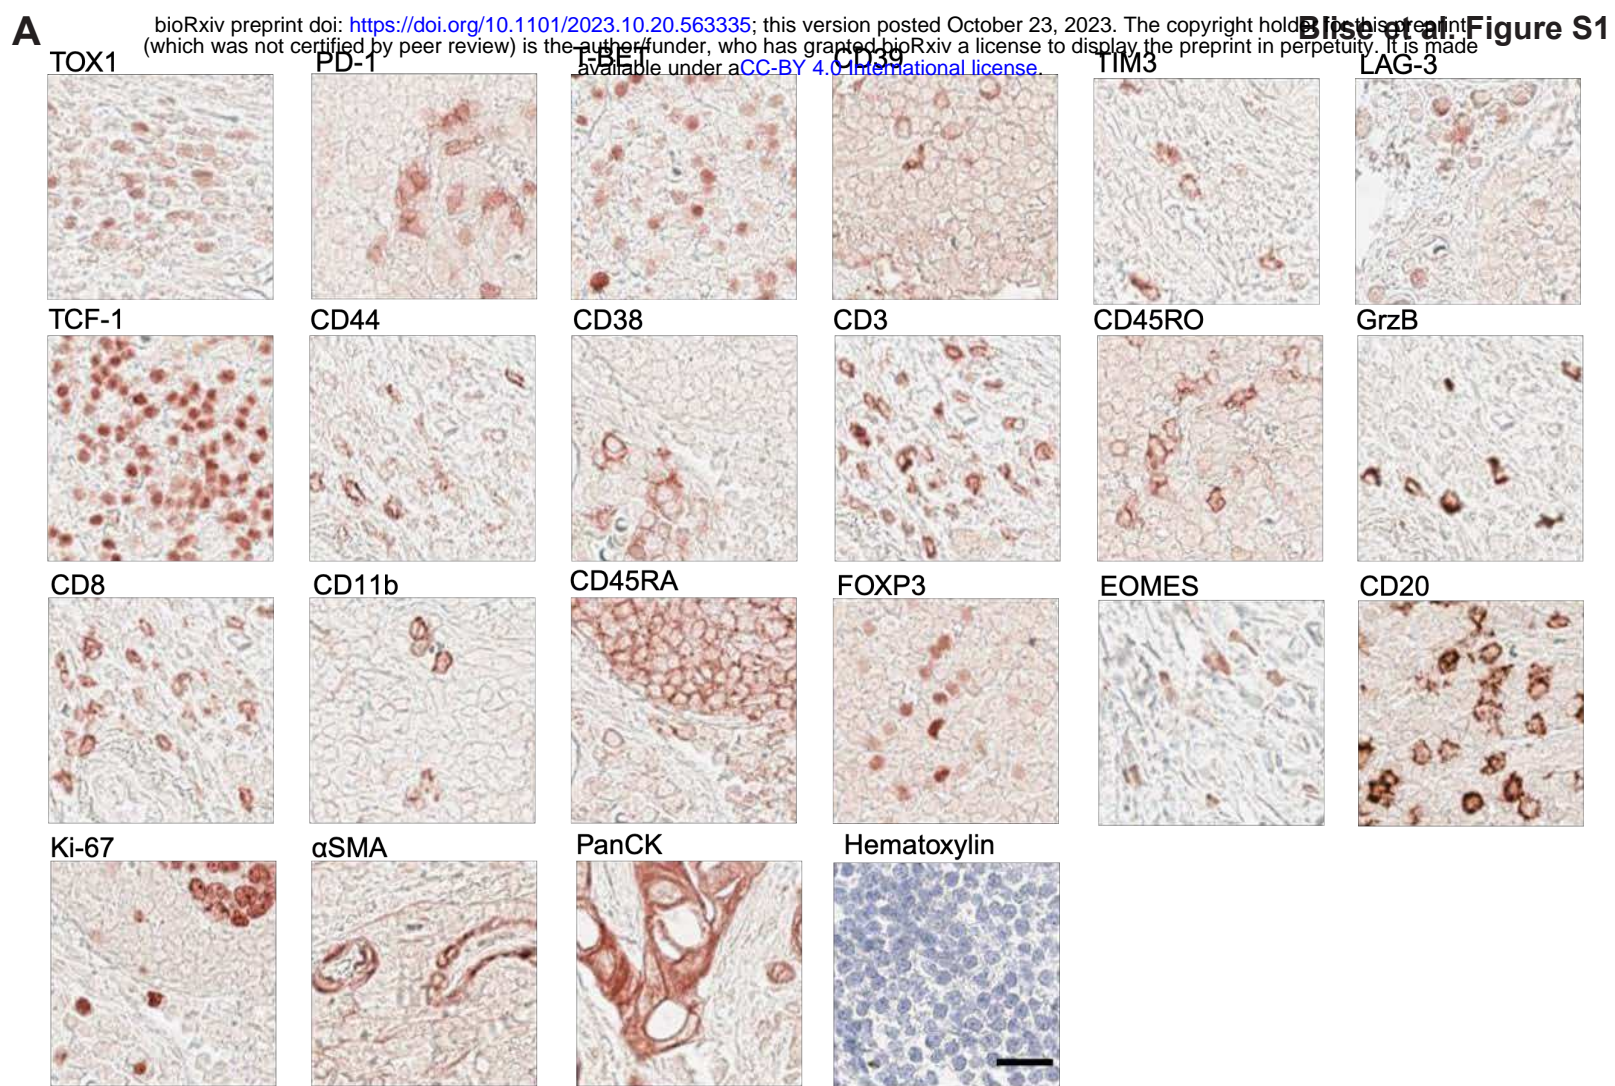 A
bioRxiv preprint doi: https://doi.org/10.1101/2023.10.20.563335; this version posted October 23, 2023. The copyright holder for this preprint
Blise et al. Figure S1
(which was not certified by peer review) is the author/funder, who has granted bioRxiv a license to display the preprint in perpetuity. It is made
available under aCC-BY 4.0 International license.
TOX1 PD-1 T-BET CD39 TIM3 LAG-3
TCF-1 CD44 CD38 CD3 CD45RO GrzB
CD8 CD11b CD45RA FOXP3 EOMES CD20
Ki-67 αSMA PanCK Hematoxylin